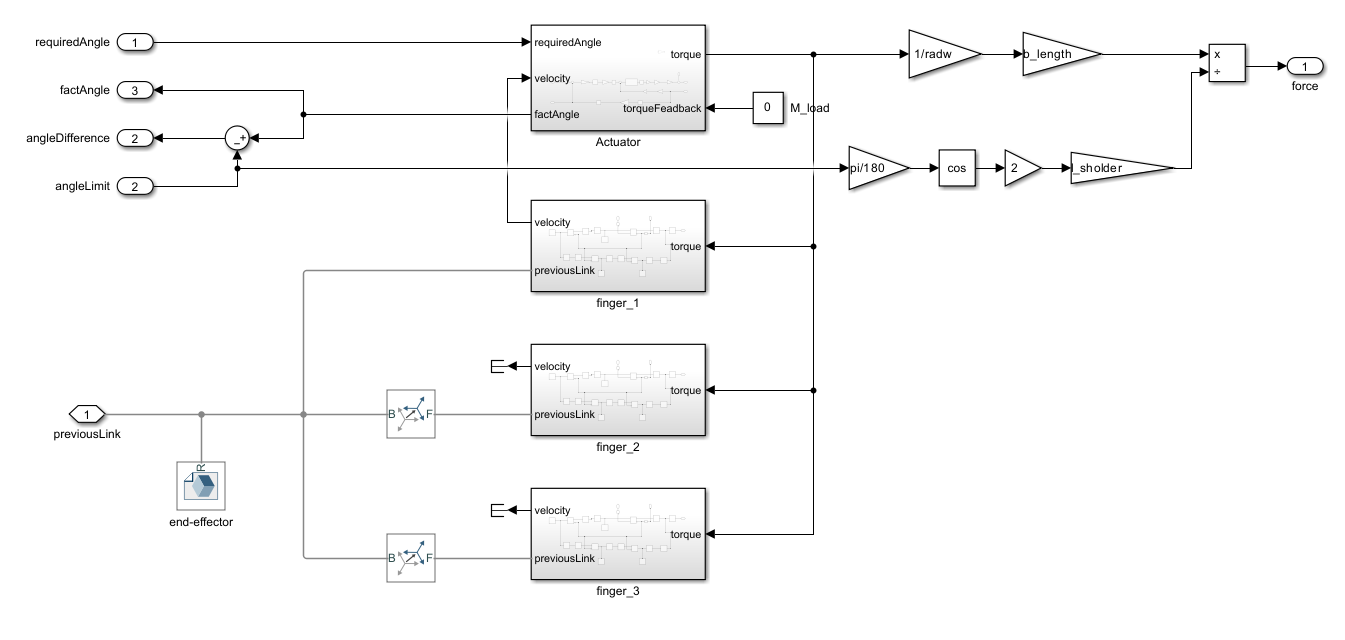 requiredAngle
1
requiredAngle
torque
1/radw
b_length
x
÷
1
force
factAngle
3
velocity
factAngle
torqueFeadback
0
M_load
Actuator
angleDifference
2
_
+
angleLimit
2
pi/180
cos
2
l_sholder
velocity
torque
previousLink
finger_1
velocity
torque
previousLink
finger_2
1
previousLink
B
F
R
end-effector
velocity
torque
previousLink
finger_3
B
F